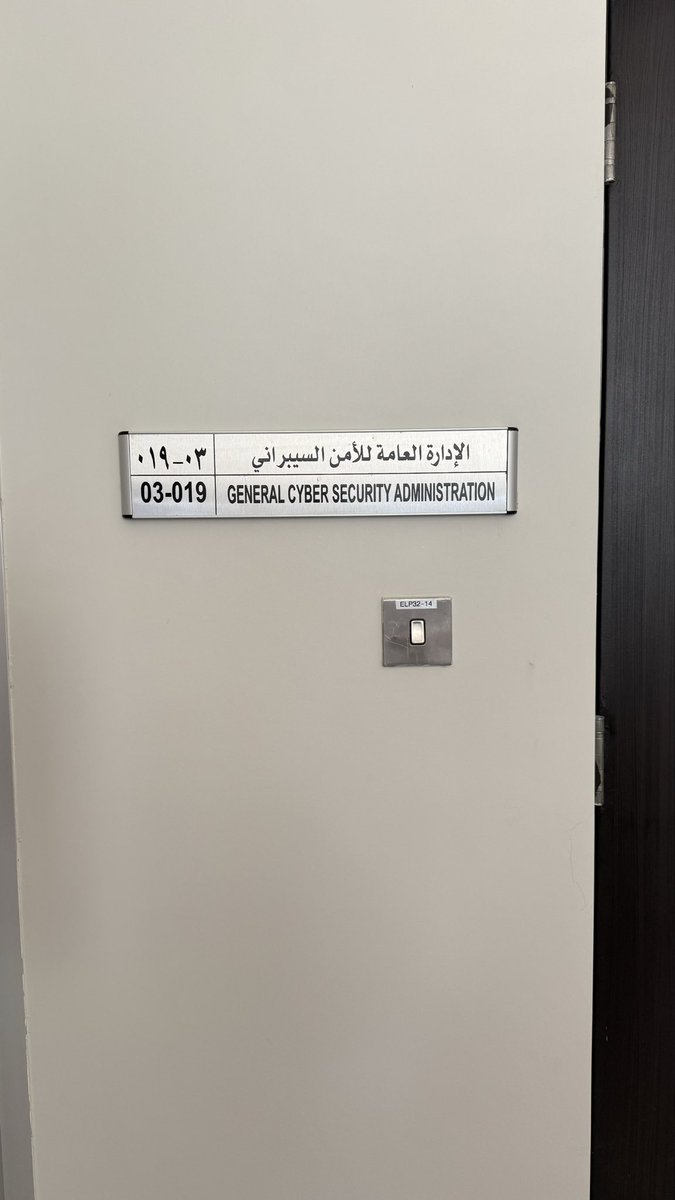 ٠٣-٠١٩
الإدارة العامة للأمن السيبراني
03-019
GENERAL CYBER SECURITY ADMINISTRATION
ELP32-14